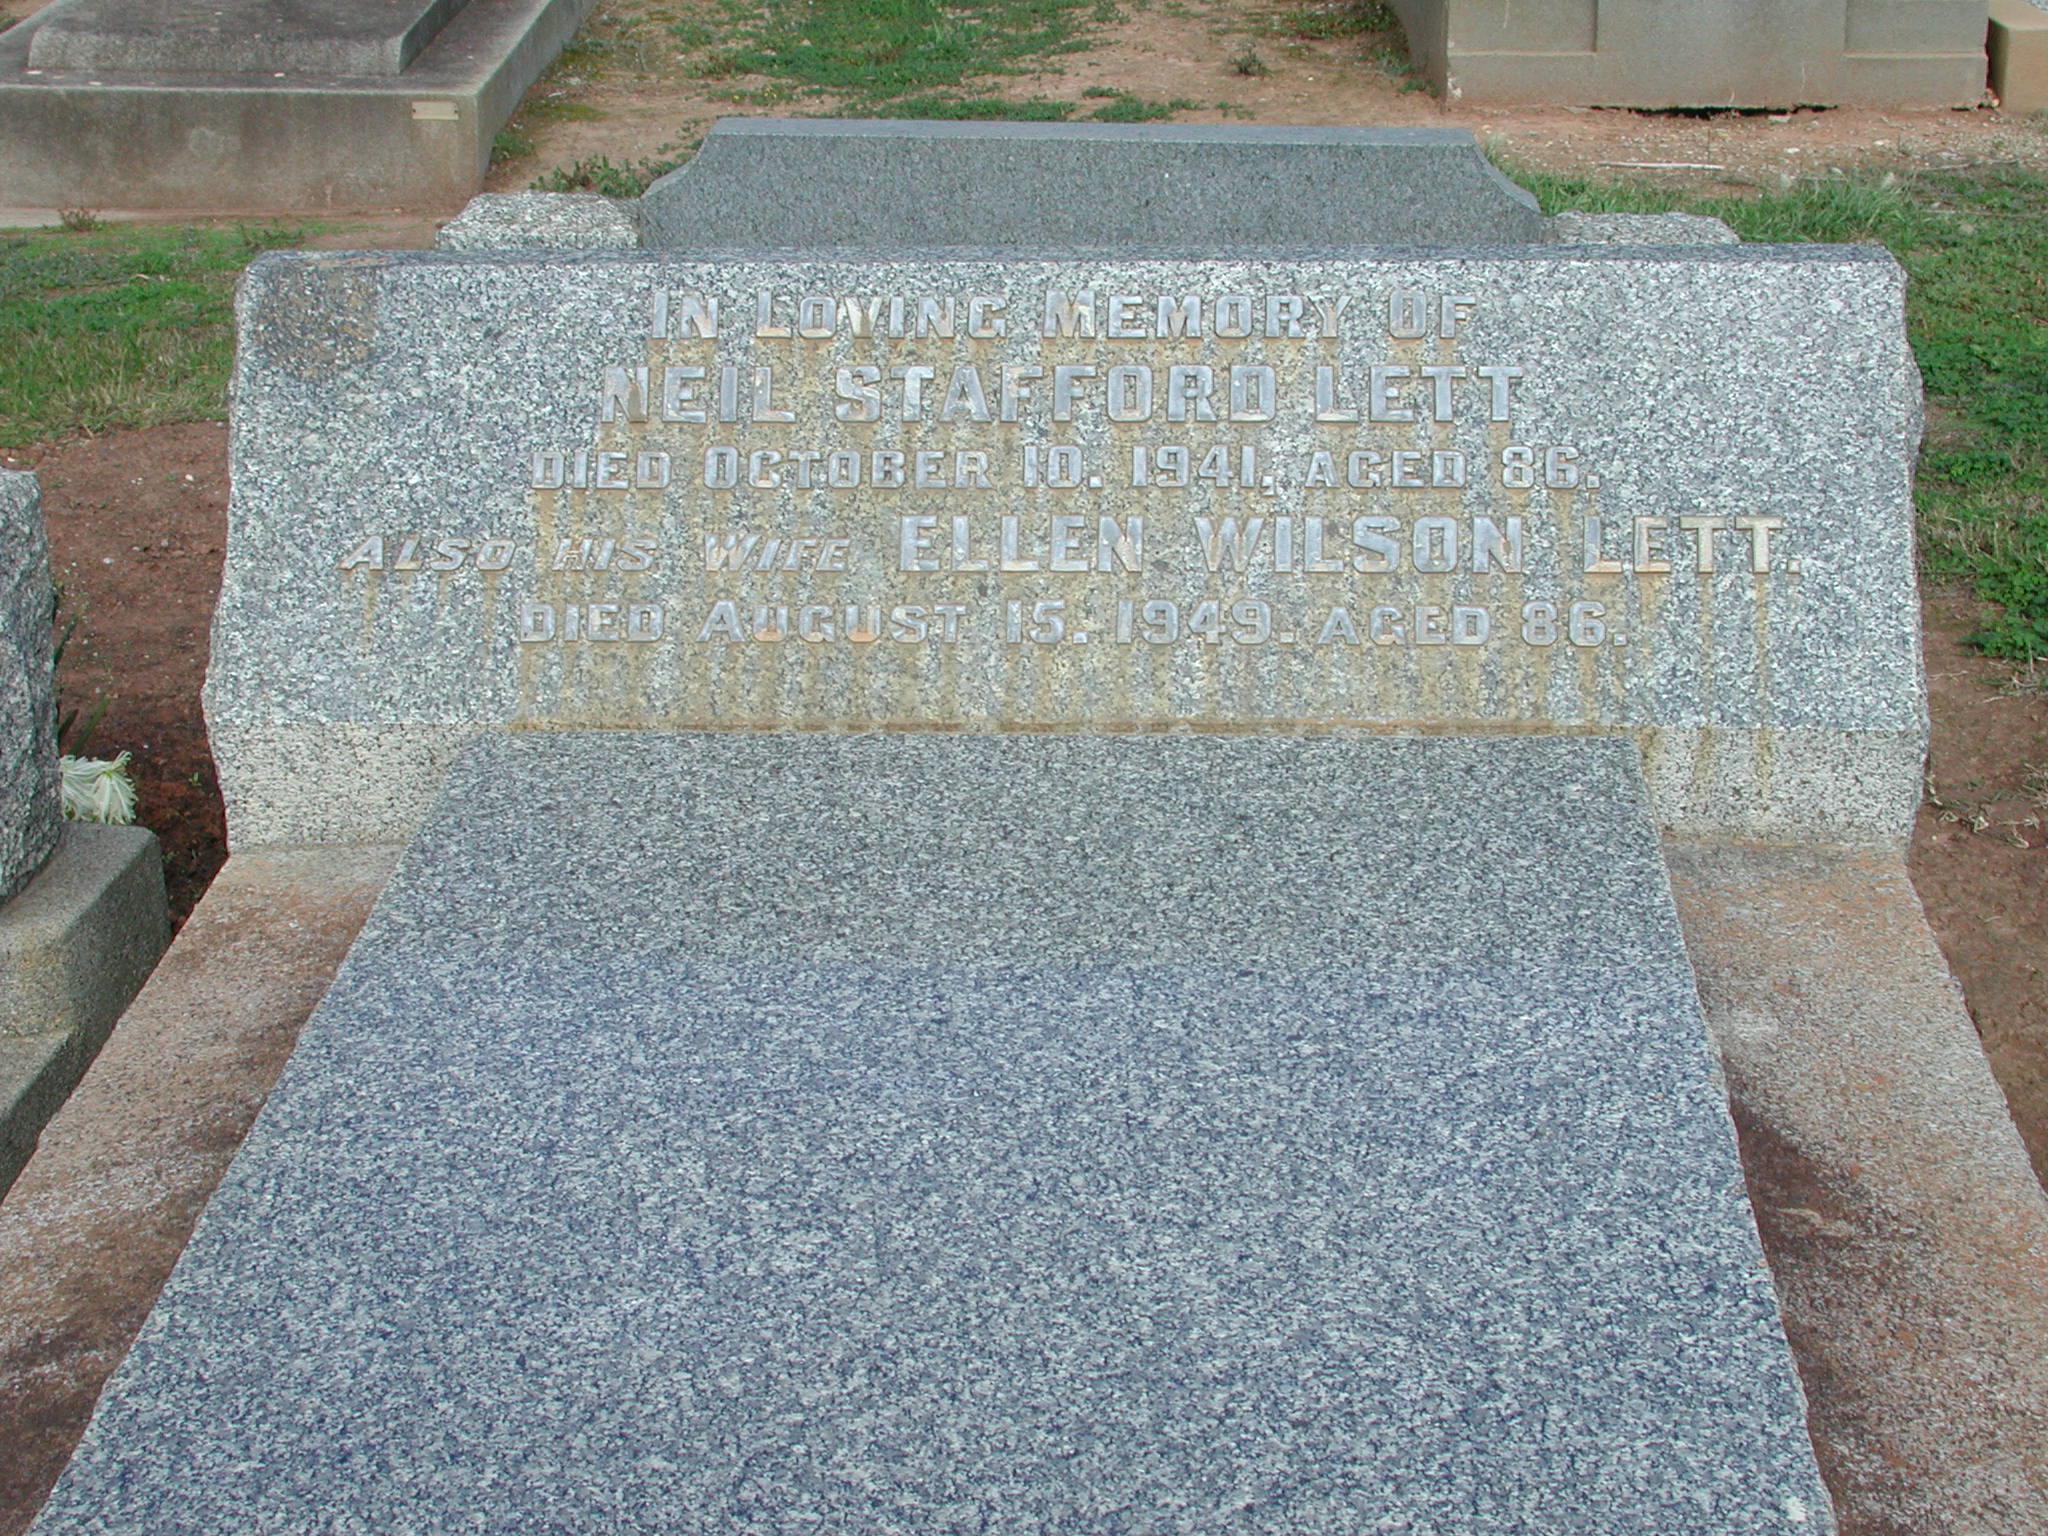 In Loving Memory Of
Neil Stafford Lett
died October 10. 1941, aged 86.
Also his Wife Ellen Wilson Lett.
died August 15. 1949. aged 86.